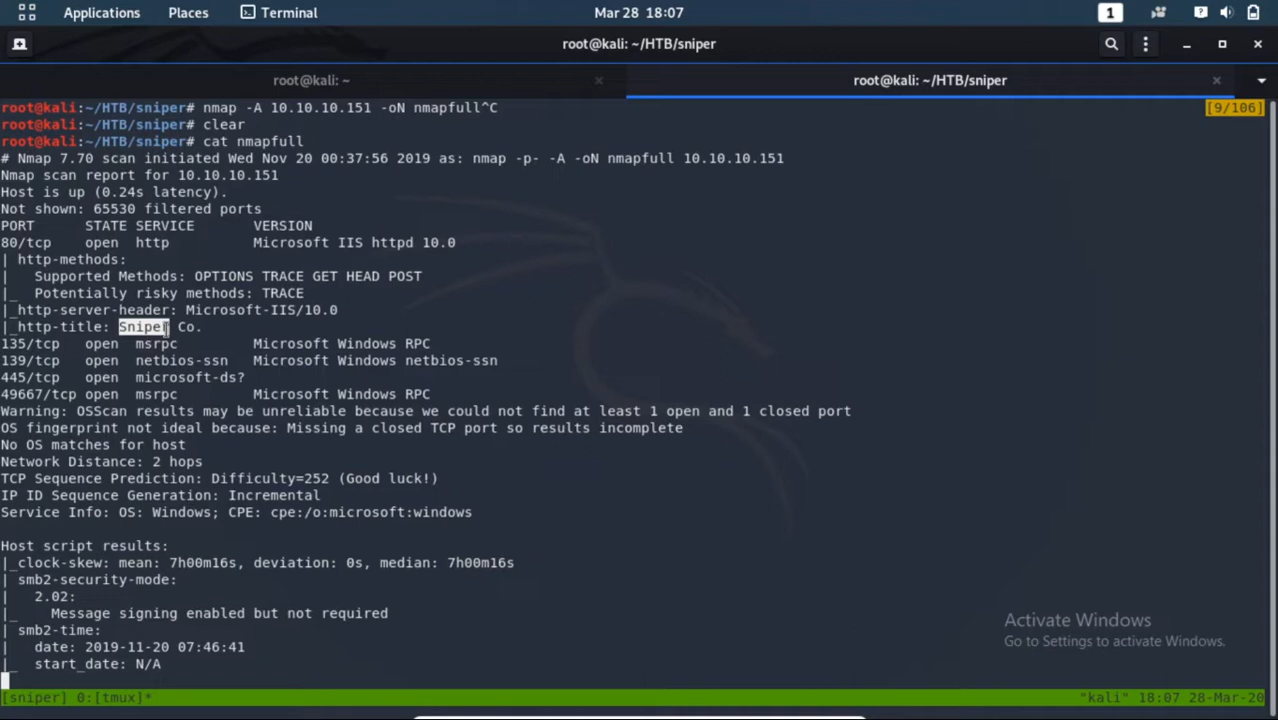 Applications Places Terminal Mar 28 18:07 1
root@kali: ~/HTB/sniper
root@kali: ~ root@kali: ~/HTB/sniper
root@kali:~/HTB/sniper# nmap -A 10.10.10.151 -oN nmapfull^C [9/106]
root@kali:~/HTB/sniper# clear
root@kali:~/HTB/sniper# cat nmapfull
# Nmap 7.70 scan initiated Wed Nov 20 00:37:56 2019 as: nmap -p- -A -oN nmapfull 10.10.10.151
Nmap scan report for 10.10.10.151
Host is up (0.24s latency).
Not shown: 65530 filtered ports
PORT STATE SERVICE VERSION
80/tcp open http Microsoft IIS httpd 10.0
| http-methods:
| Supported Methods: OPTIONS TRACE GET HEAD POST
|_ Potentially risky methods: TRACE
|_http-server-header: Microsoft-IIS/10.0
|_http-title: Sniper Co.
135/tcp open msrpc Microsoft Windows RPC
139/tcp open netbios-ssn Microsoft Windows netbios-ssn
445/tcp open microsoft-ds?
49667/tcp open msrpc Microsoft Windows RPC
Warning: OSScan results may be unreliable because we could not find at least 1 open and 1 closed port
OS fingerprint not ideal because: Missing a closed TCP port so results incomplete
No OS matches for host
Network Distance: 2 hops
TCP Sequence Prediction: Difficulty=252 (Good luck!)
IP ID Sequence Generation: Incremental
Service Info: OS: Windows; CPE: cpe:/o:microsoft:windows
Host script results:
|_clock-skew: mean: 7h00m16s, deviation: 0s, median: 7h00m16s
| smb2-security-mode:
| 2.02:
|_ Message signing enabled but not required
| smb2-time:
| date: 2019-11-20 07:46:41
|_ start_date: N/A
Activate Windows
Go to Settings to activate Windows.
[sniper] 0:[tmux]* "kali" 18:07 28-Mar-20